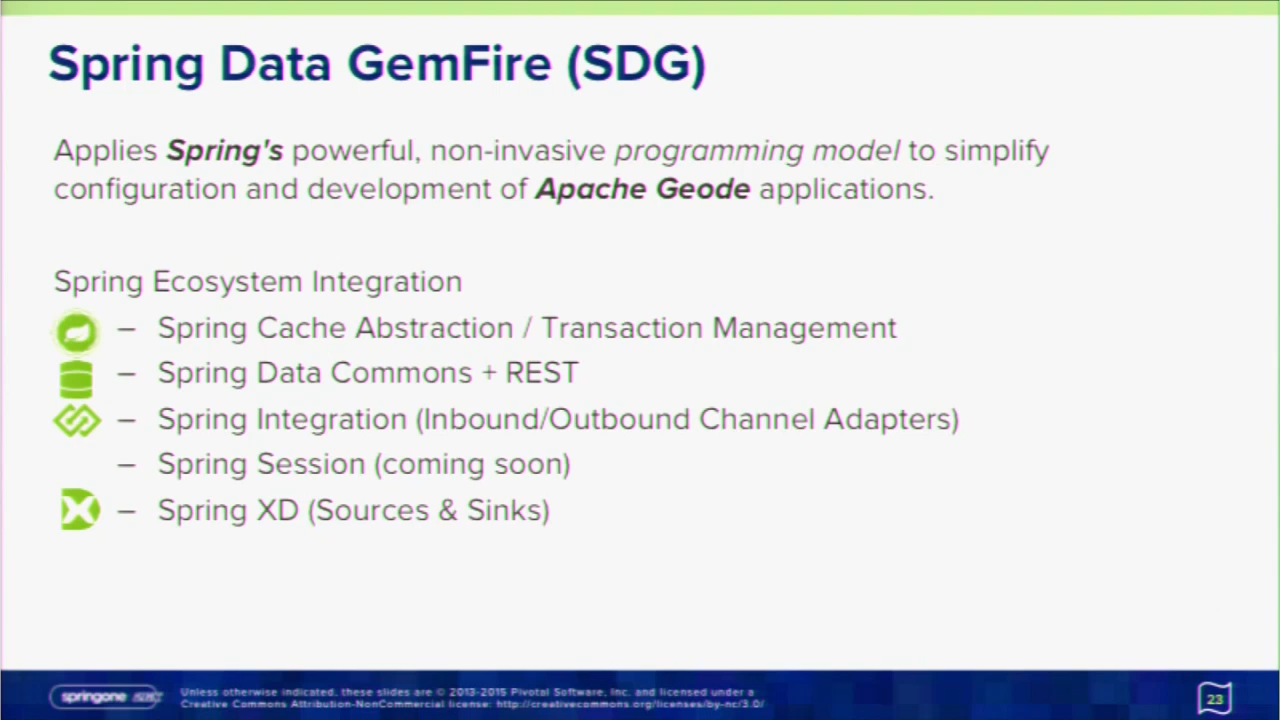 Spring Data GemFire (SDG)
Applies Spring's powerful, non-invasive programming model to simplify
configuration and development of Apache Geode applications.
Spring Ecosystem Integration
– Spring Cache Abstraction / Transaction Management
– Spring Data Commons + REST
– Spring Integration (Inbound/Outbound Channel Adapters)
– Spring Session (coming soon)
– Spring XD (Sources & Sinks)
springone
Unless otherwise indicated, these slides are © 2013-2015 Pivotal Software, Inc. and licensed under a
Creative Commons Attribution-NonCommercial license: http://creativecommons.org/licenses/by-nc/3.0/
23